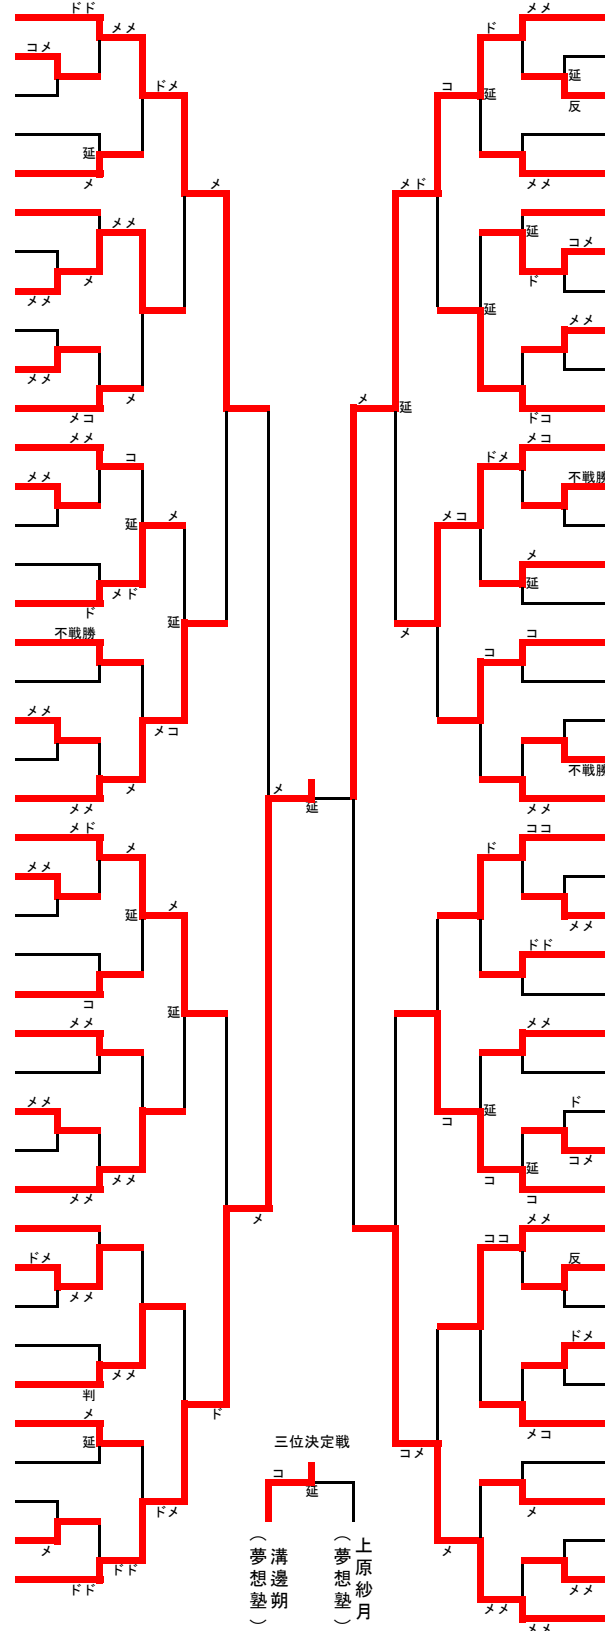 ドド
メメ
コメ
ドメ
延
メ
メ
メメ
メ
メメ
メメ
メ
メコ
メメ
コ
メメ
メ
延
メド
ド
延
不戦勝
メメ
メコ
メ
メメ
メド
メ
メメ
メ
延
コ
延
メメ
メメ
メメ
メメ
メ
ドメ
メメ
メメ
判
ド
メ
延
ドメ
メ
ドド
ドド
メ
延
メメ
ド
コ
延
延
反
メド
メメ
延
コメ
ド
延
メメ
メ
延
ドコ
メコ
ドメ
不戦勝
メコ
メ
延
メ
コ
コ
不戦勝
メメ
ココ
ド
メメ
ドド
メメ
ド
延
コ
コメ
延
コ
コ
メメ
ココ
反
ドメ
メコ
コメ
メ
メ
メメ
メメ
メメ
三位決定戦
コ
延
溝邊朔
（夢想塾）
上原紗月
（夢想塾）